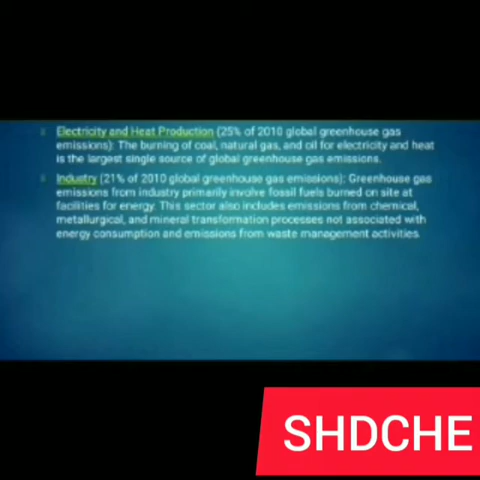 Electricity and Heat Production (25% of 2010 global greenhouse gas
emissions): The burning of coal, natural gas, and oil for electricity and heat
is the largest single source of global greenhouse gas emissions.
Industry (21% of 2010 global greenhouse gas emissions): Greenhouse gas
emissions from industry primarily involve fossil fuels burned on site at
facilities for energy. This sector also includes emissions from chemical,
metallurgical, and mineral transformation processes not associated with
energy consumption and emissions from waste management activities.
SHDCHE